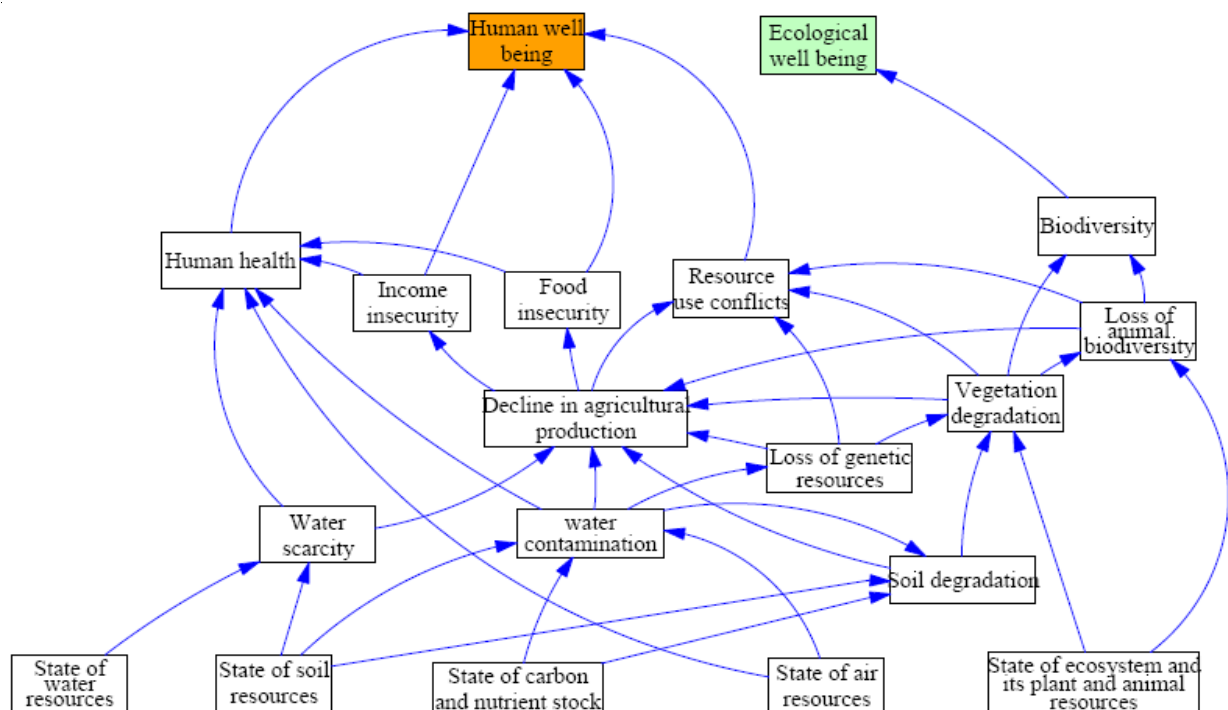 Human well
being
Ecological
well being
Biodiversity
Human health
Income
insecurity
Food
insecurity
Resource
use conflicts
Loss of
animal
biodiversity
Decline in agricultural
production
Vegetation
degradation
Loss of genetic
resources
Water
scarcity
water
contamination
Soil degradation
State of
water
resources
State of soil
resources
State of carbon
and nutrient stock
State of air
resources
State of ecosystem and
its plant and animal
resources